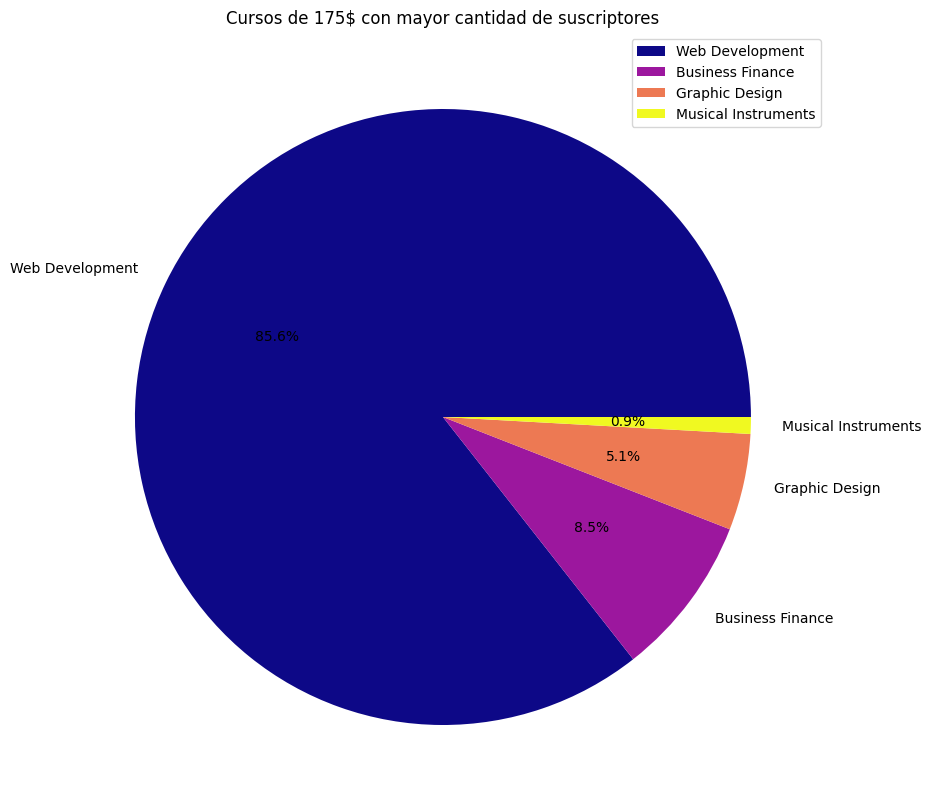 Cursos de 175$ con mayor cantidad de suscriptores
Web Development
Business Finance
Graphic Design
Musical Instruments
Web Development
85.6%
0.9%
Musical Instruments
5.1%
Graphic Design
8.5%
Business Finance